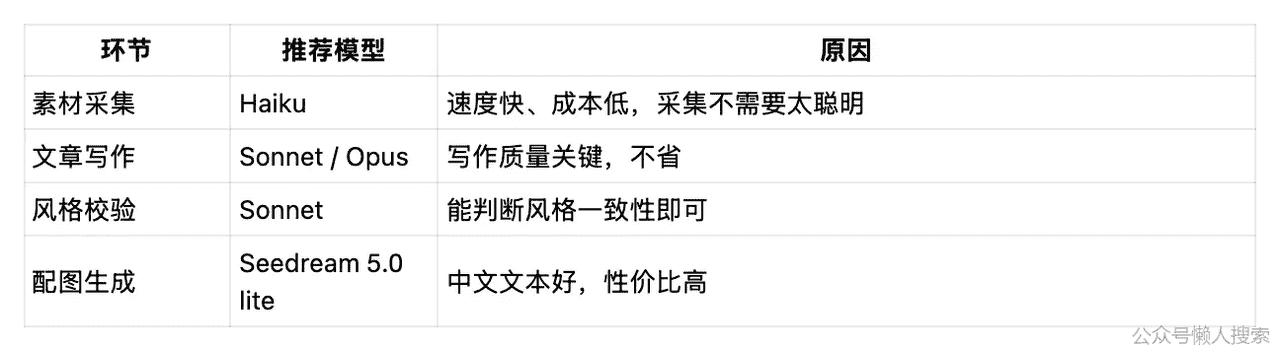 环节 推荐模型 原因
素材采集 Haiku 速度快、成本低，采集不需要太聪明
文章写作 Sonnet / Opus 写作质量关键，不省
风格校验 Sonnet 能判断风格一致性即可
配图生成 Seedream 5.0 lite 中文文本好，性价比高
公众号懒人搜索